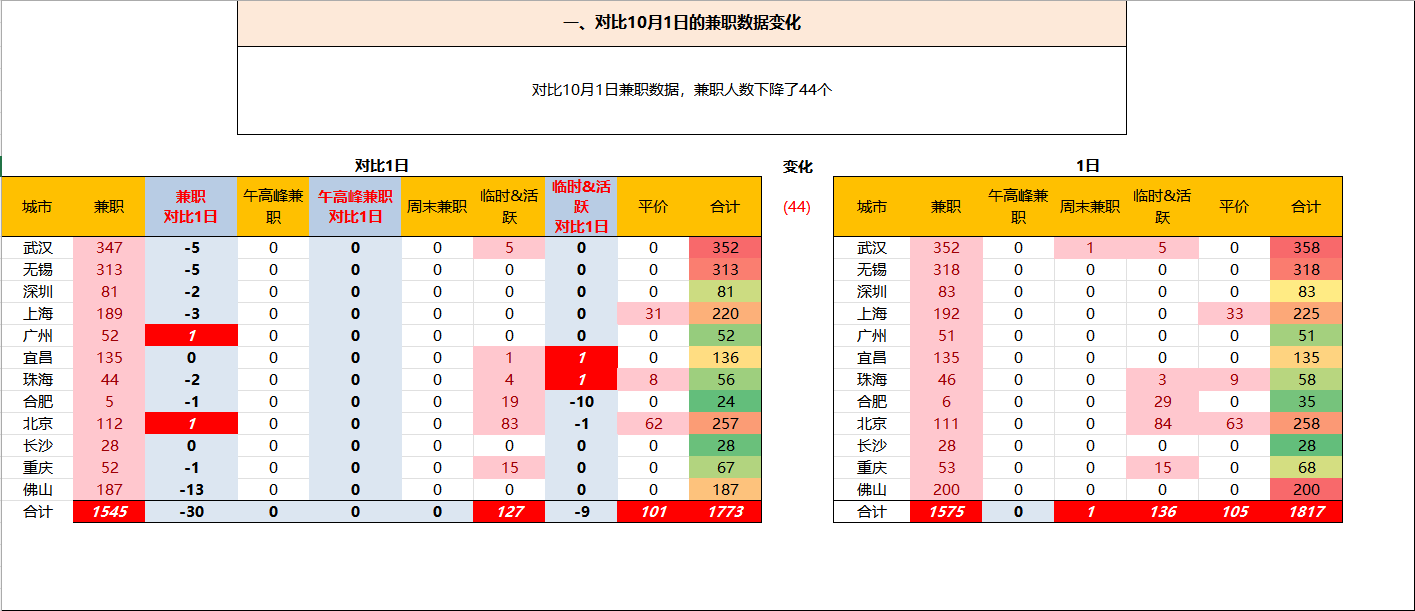 一、对比10月1日的兼职数据变化
对比10月1日兼职数据，兼职人数下降了44个
对比1日 变化 1日
城市 兼职 兼职对比1日 午高峰兼职 午高峰兼职对比1日 周末兼职 临时&活跃 临时&活跃对比1日 平价 合计 (44) 城市 兼职 午高峰兼职 周末兼职 临时&活跃 平价 合计
武汉 347 -5 0 0 0 5 0 0 352 武汉 352 0 1 5 0 358
无锡 313 -5 0 0 0 0 0 0 313 无锡 318 0 0 0 0 318
深圳 81 -2 0 0 0 0 0 0 81 深圳 83 0 0 0 0 83
上海 189 -3 0 0 0 0 0 31 220 上海 192 0 0 0 33 225
广州 52 1 0 0 0 0 0 0 52 广州 51 0 0 0 0 51
宜昌 135 0 0 0 0 1 1 0 136 宜昌 135 0 0 0 0 135
珠海 44 -2 0 0 0 4 1 8 56 珠海 46 0 0 3 9 58
合肥 5 -1 0 0 0 19 -10 0 24 合肥 6 0 0 29 0 35
北京 112 1 0 0 0 83 -1 62 257 北京 111 0 0 84 63 258
长沙 28 0 0 0 0 0 0 0 28 长沙 28 0 0 0 0 28
重庆 52 -1 0 0 0 15 0 0 67 重庆 53 0 0 15 0 68
佛山 187 -13 0 0 0 0 0 0 187 佛山 200 0 0 0 0 200
合计 1545 -30 0 0 0 127 -9 101 1773 合计 1575 0 1 136 105 1817